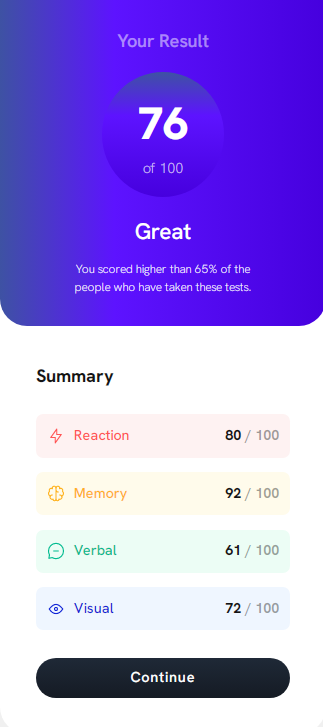 Your Result
76
of 100
Great
You scored higher than 65% of the
people who have taken these tests.
Summary
Reaction 80 / 100
Memory 92 / 100
Verbal 61 / 100
Visual 72 / 100
Continue